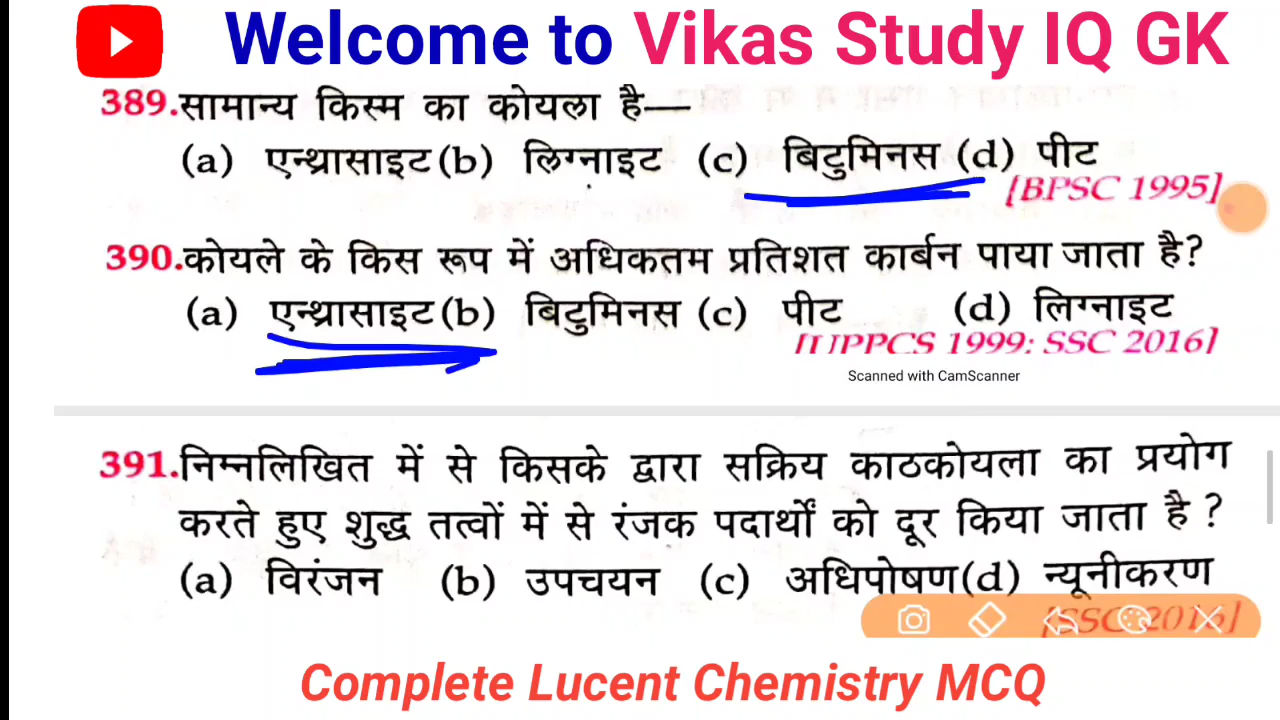 Welcome to Vikas Study IQ GK
389.सामान्य किस्म का कोयला है—
(a) एन्थ्रासाइट (b) लिग्नाइट (c) बिटुमिनस (d) पीट
[BPSC 1995]
390.कोयले के किस रूप में अधिकतम प्रतिशत कार्बन पाया जाता है?
(a) एन्थ्रासाइट (b) बिटुमिनस (c) पीट (d) लिग्नाइट
[UPPCS 1999; SSC 2016]
Scanned with CamScanner
391.निम्नलिखित में से किसके द्वारा सक्रिय काठकोयला का प्रयोग
करते हुए शुद्ध तत्वों में से रंजक पदार्थों को दूर किया जाता है ?
(a) विरंजन (b) उपचयन (c) अधिपोषण (d) न्यूनीकरण
[SSC 2016]
Complete Lucent Chemistry MCQ